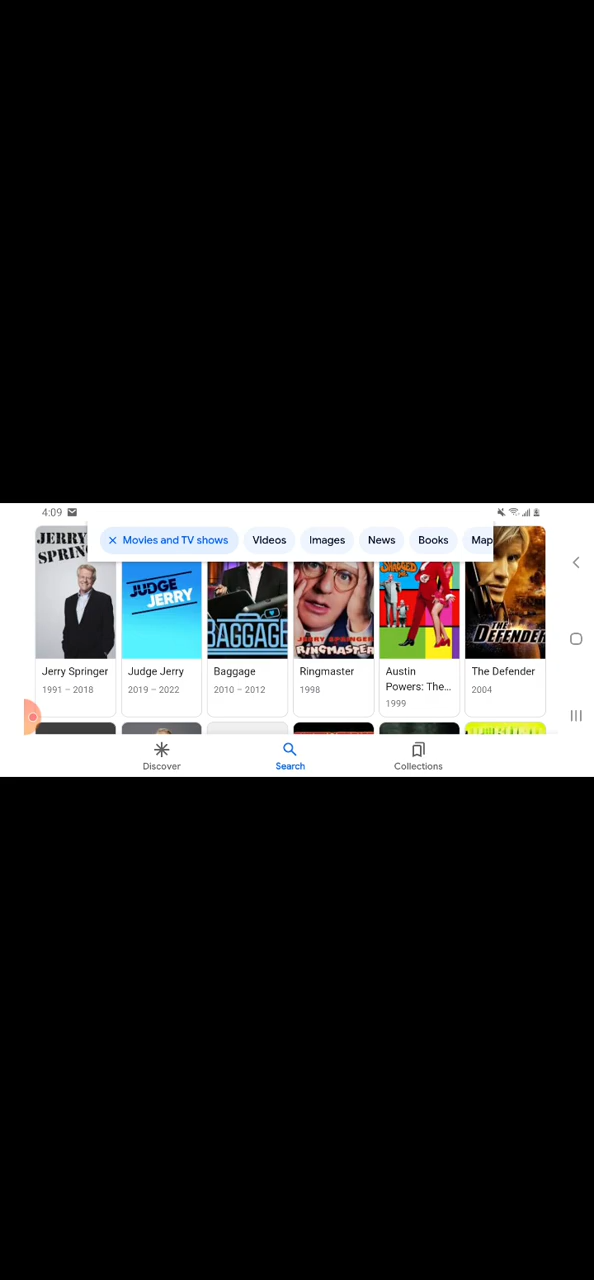 4:09
Movies and TV shows
Videos
Images
News
Books
Map
JERRY
SPRIN
JUDGE
JERRY
BAGGAGE
JERRY SPRINGER
RINGMASTER
SHAGGED
THE
DEFENDER
Jerry Springer
1991 – 2018
Judge Jerry
2019 – 2022
Baggage
2010 – 2012
Ringmaster
1998
Austin
Powers: The...
1999
The Defender
2004
Discover
Search
Collections